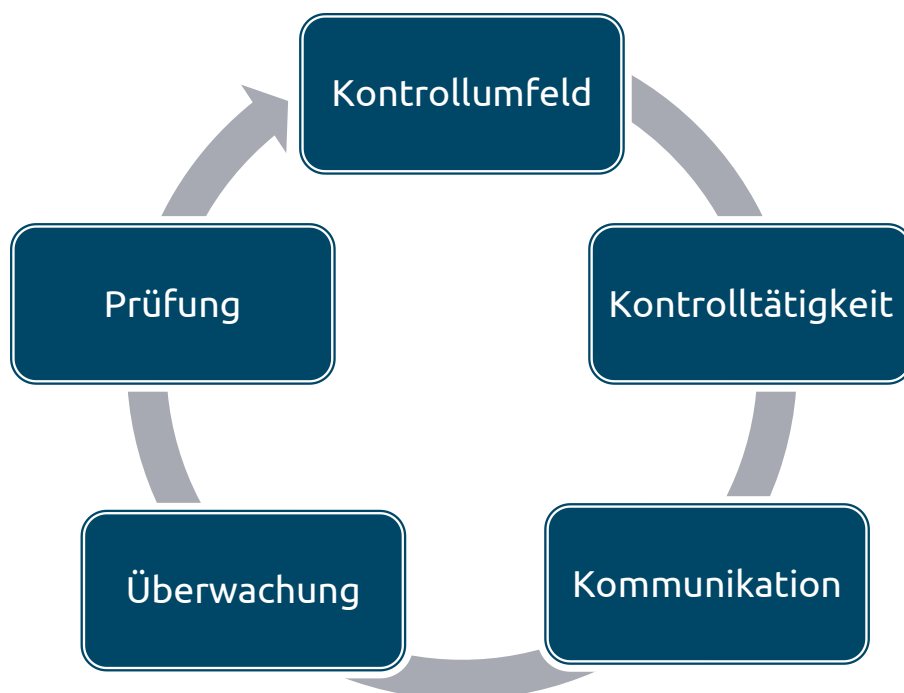 Kontrollumfeld
Kontrolltätigkeit
Kommunikation
Überwachung
Prüfung